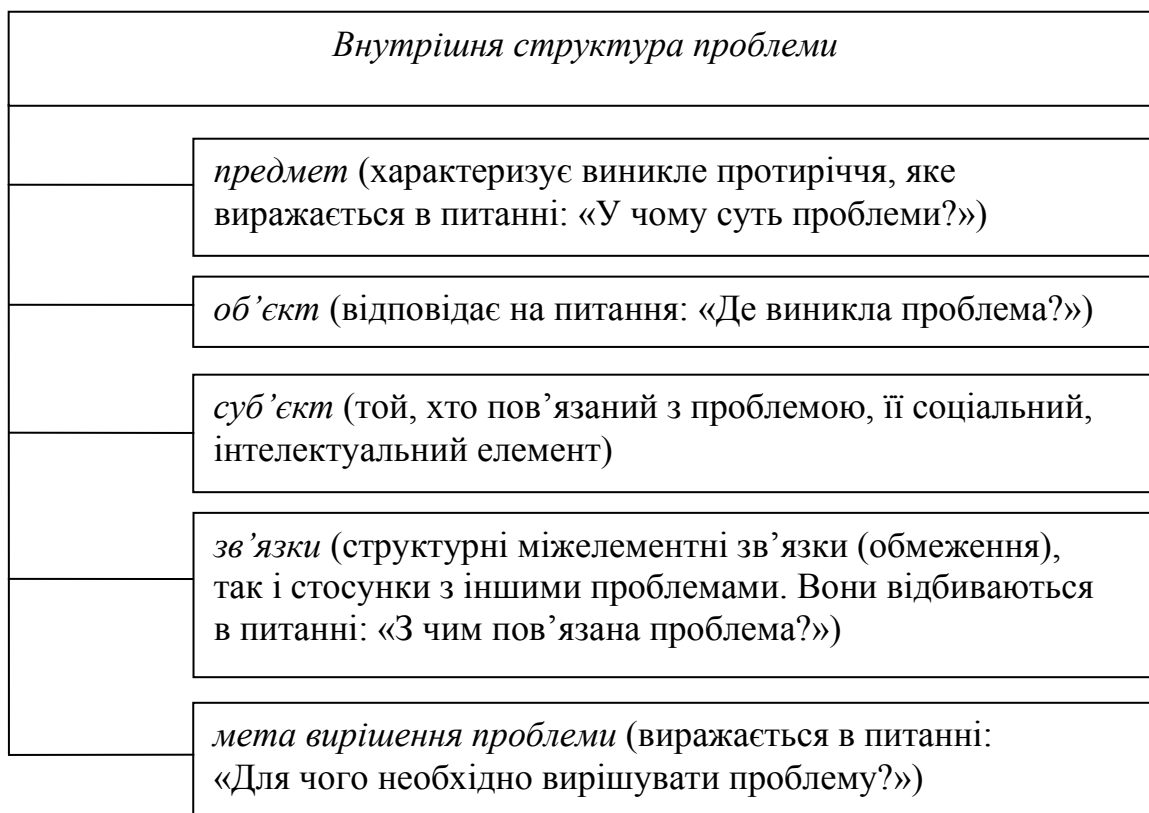 Внутрішня структура проблеми
предмет (характеризує виникле протиріччя, яке
виражається в питанні: «У чому суть проблеми?»)
об’єкт (відповідає на питання: «Де виникла проблема?»)
суб’єкт (той, хто пов’язаний з проблемою, її соціальний,
інтелектуальний елемент)
зв’язки (структурні міжелементні зв’язки (обмеження),
так і стосунки з іншими проблемами. Вони відбиваються
в питанні: «З чим пов’язана проблема?»)
мета вирішення проблеми (виражається в питанні:
«Для чого необхідно вирішувати проблему?»)